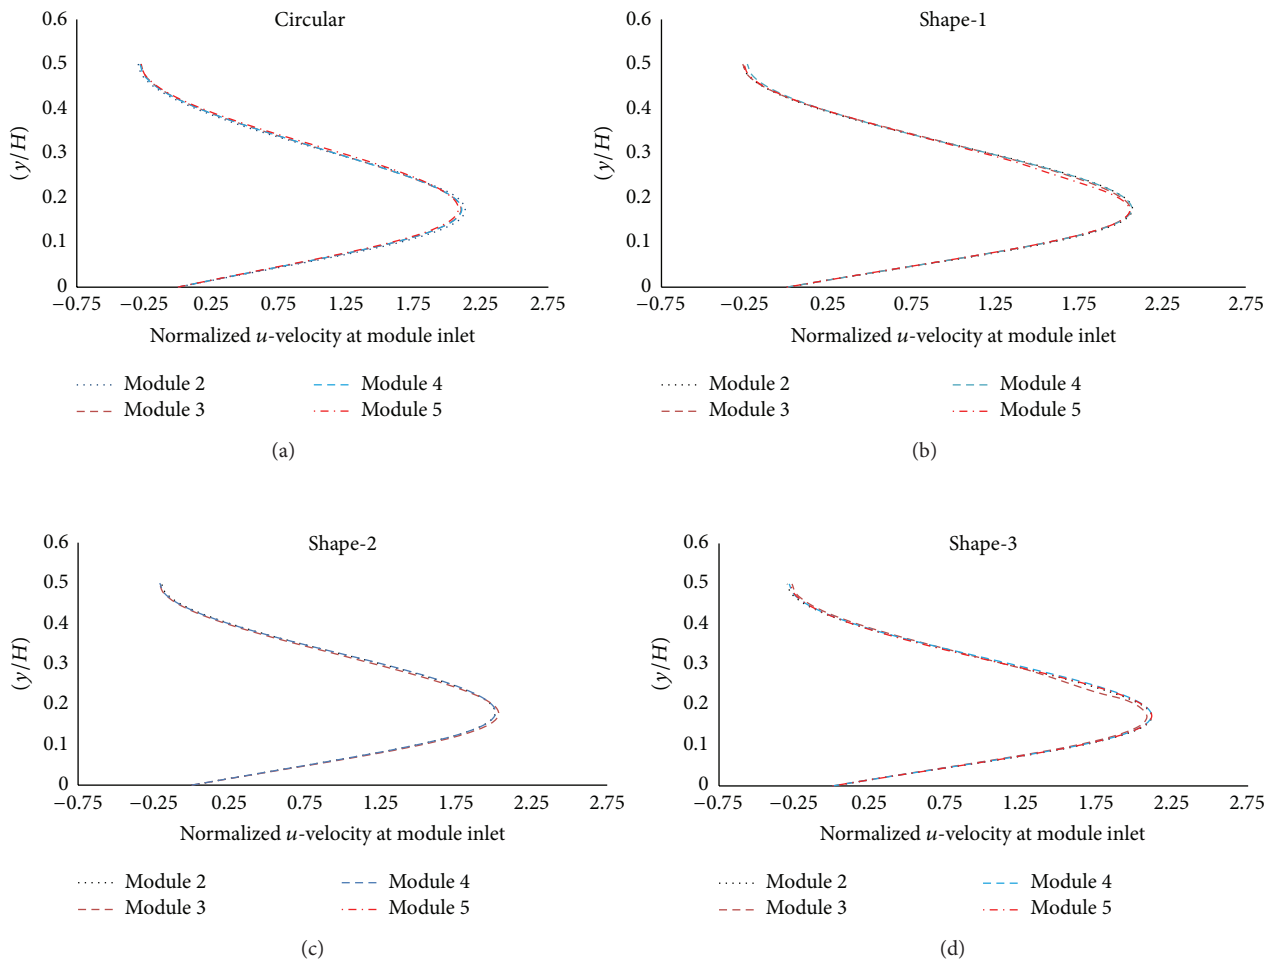 Circular
0.6
0.5
0.4
0.3
0.2
0.1
0
(y/H)
−0.75 −0.25 0.25 0.75 1.25 1.75 2.25 2.75
Normalized u-velocity at module inlet
Module 2 Module 4
Module 3 Module 5
(a)
Shape-1
0.6
0.5
0.4
0.3
0.2
0.1
0
(y/H)
−0.75 −0.25 0.25 0.75 1.25 1.75 2.25 2.75
Normalized u-velocity at module inlet
Module 2 Module 4
Module 3 Module 5
(b)
Shape-2
0.6
0.5
0.4
0.3
0.2
0.1
0
(y/H)
−0.75 −0.25 0.25 0.75 1.25 1.75 2.25 2.75
Normalized u-velocity at module inlet
Module 2 Module 4
Module 3 Module 5
(c)
Shape-3
0.6
0.5
0.4
0.3
0.2
0.1
0
(y/H)
−0.75 −0.25 0.25 0.75 1.25 1.75 2.25 2.75
Normalized u-velocity at module inlet
Module 2 Module 4
Module 3 Module 5
(d)